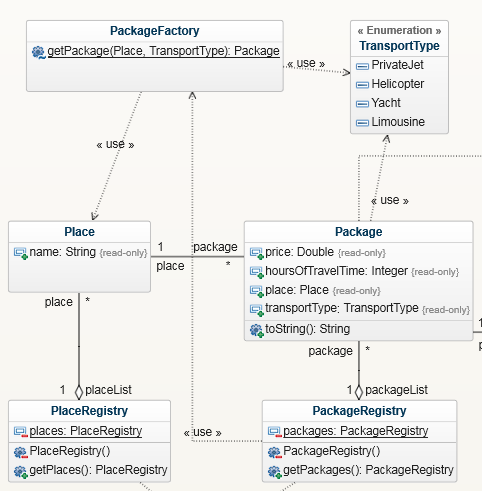 PackageFactory
getPackage(Place, TransportType): Package
« use »
« Enumeration »
TransportType
PrivateJet
Helicopter
Yacht
Limousine
« use »
« use »
Place
name: String {read-only}
1
place
package
*
Package
price: Double {read-only}
hoursOfTravelTime: Integer {read-only}
place: Place {read-only}
transportType: TransportType {read-only}
toString(): String
1
place *
package *
1 placeList
1 packageList
PlaceRegistry
places: PlaceRegistry
PlaceRegistry()
getPlaces(): PlaceRegistry
« use »
PackageRegistry
packages: PackageRegistry
PackageRegistry()
getPackages(): PackageRegistry